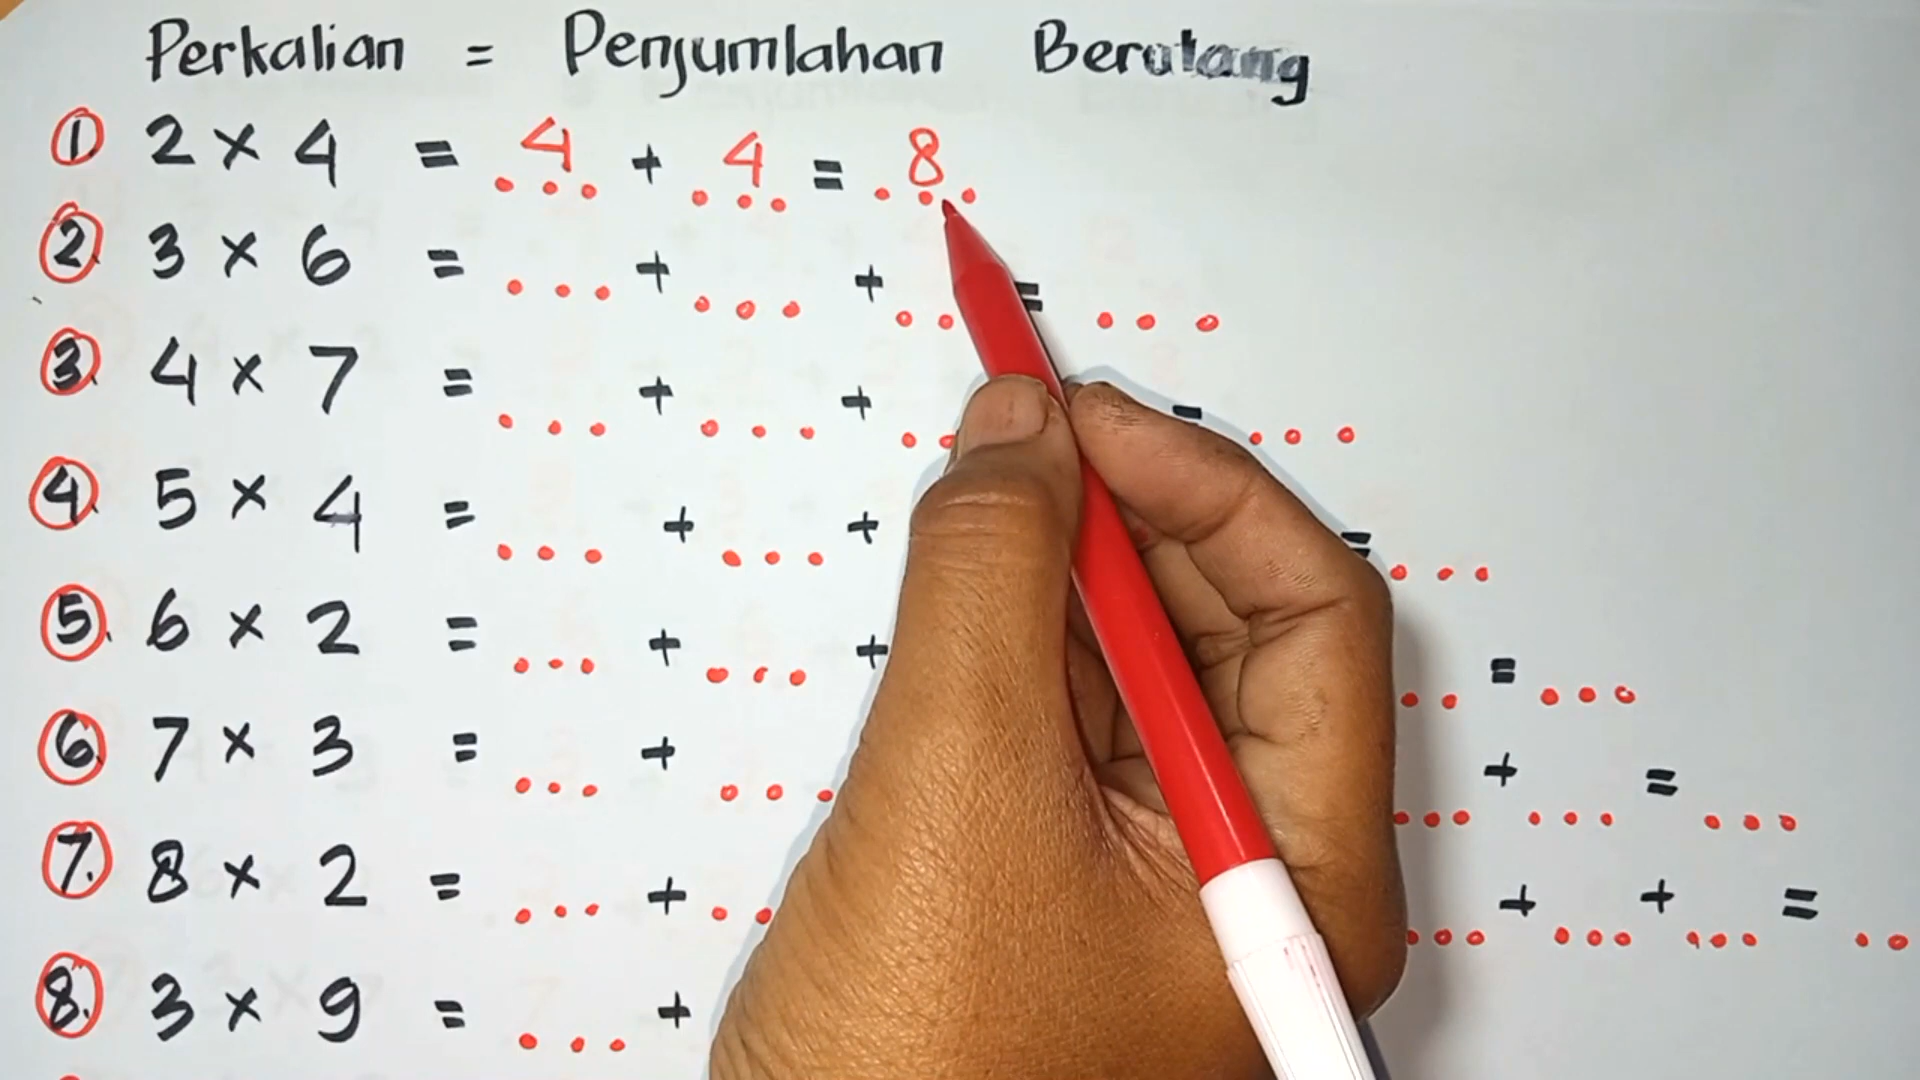 Perkalian = Penjumlahan Berulang
1. 2 × 4 = 4 + 4 = 8
2. 3 × 6 = ... + ... + .. = ...
3. 4 × 7 = ... + ... + .. = ...
4. 5 × 4 = ... + ... + = ...
5. 6 × 2 = ... + ... + .. = ...
6. 7 × 3 = ... + ... ... + ... = ...
7. 8 × 2 = ... + .. ... + ... + ... = ..
8. 3 × 9 = ... +